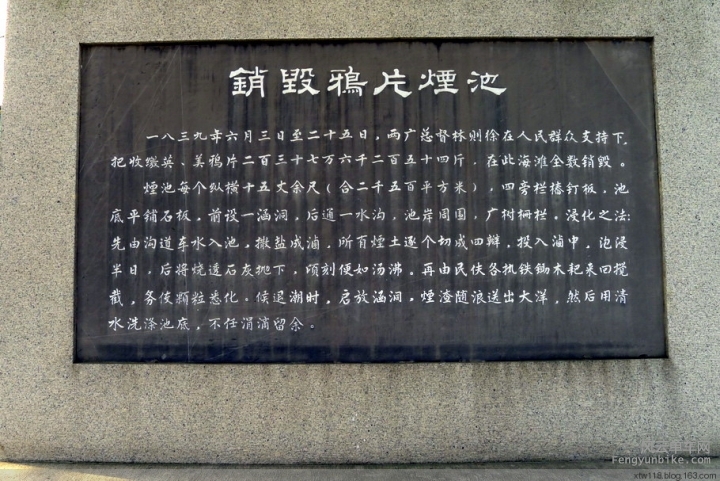 銷毀鴉片煙池
一八三九年六月三日至二十五日，两广总督林则徐在人民群众支持下，
把收缴英、美鸦片二百三十七万六千二百五十四斤，在此海滩全数销毁。
煙池每个纵横十五丈余尺（合二千五百平方米），四旁栏桩钉板，池
底平铺石板，前设一涵洞，后通一水沟，池岸周围，广树栅栏。浸化之法：
先由沟道车水入池，撒盐成滷，所有煙土逐个切成四瓣，投入滷中，泡浸
半日，后将烧透石灰抛下，顷刻便如汤沸。再由民伕各执铁锄木耙来回搅
戳，务俟顆粒悉化。俟退潮时，启放涵洞，煙渣随浪送出大洋，然后用清
水洗涤池底，不任涓滴留余。
Fengyunbike.com
xfw118.blog.163.com